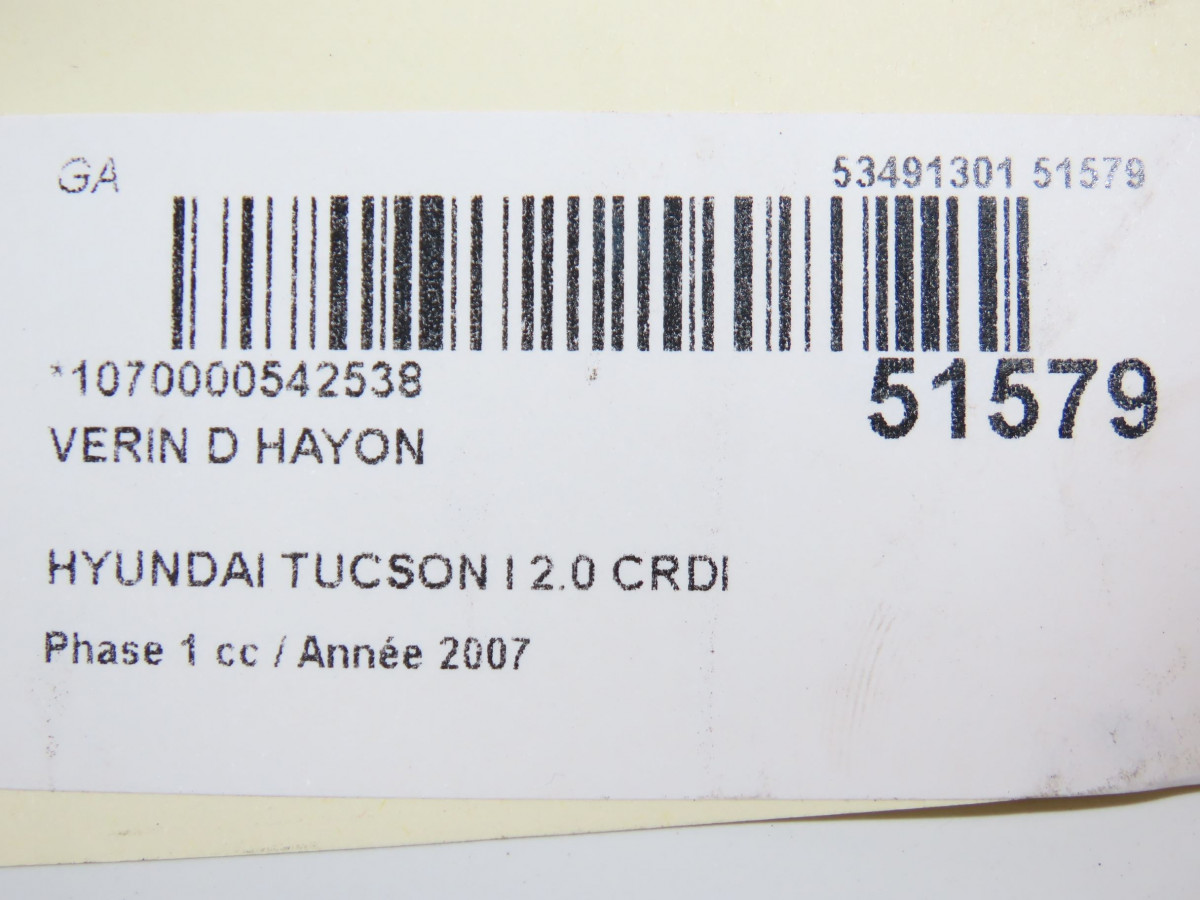 GA 53491301 51579
*1070000542538
51579
VERIN D HAYON
HYUNDAI TUCSON I 2.0 CRDI
Phase 1 cc / Année 2007